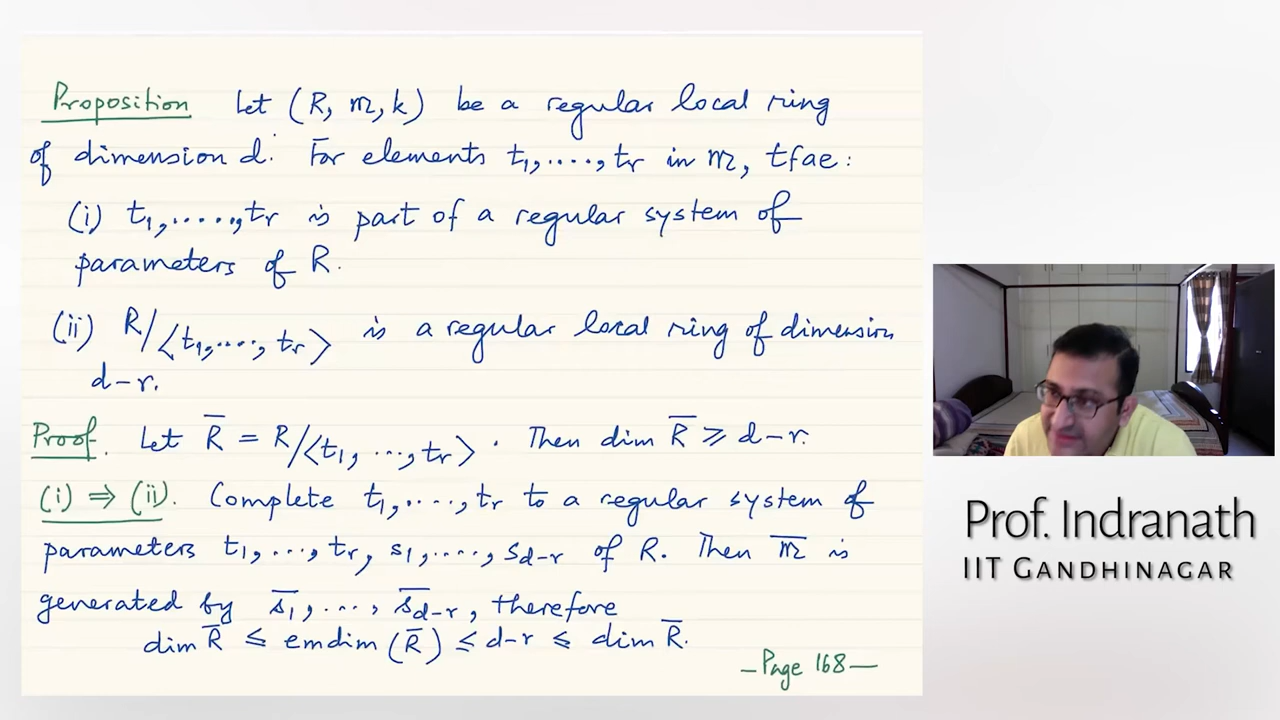 Proposition Let (R, m, k) be a regular local ring
of dimension d. For elements t₁,....,tᵣ in m, tfae:
(i) t₁,....,tᵣ is part of a regular system of
parameters of R.
(ii) R/⟨t₁,....,tᵣ⟩ is a regular local ring of dimension
d-r.
Proof. Let R̅ = R/⟨t₁, ..., tᵣ⟩. Then dim R̅ ⩾ d-r.
(i) ⇒ (ii). Complete t₁,....,tᵣ to a regular system of
parameters t₁,...,tᵣ, s₁,....,s_{d-r} of R. Then m̅ is
generated by s̅₁,..., s̅_{d-r}, therefore
dim R̅ ≤ emdim (R̅) ≤ d-r ≤ dim R̅.
-Page 168-
Prof. Indranath
IIT GANDHINAGAR